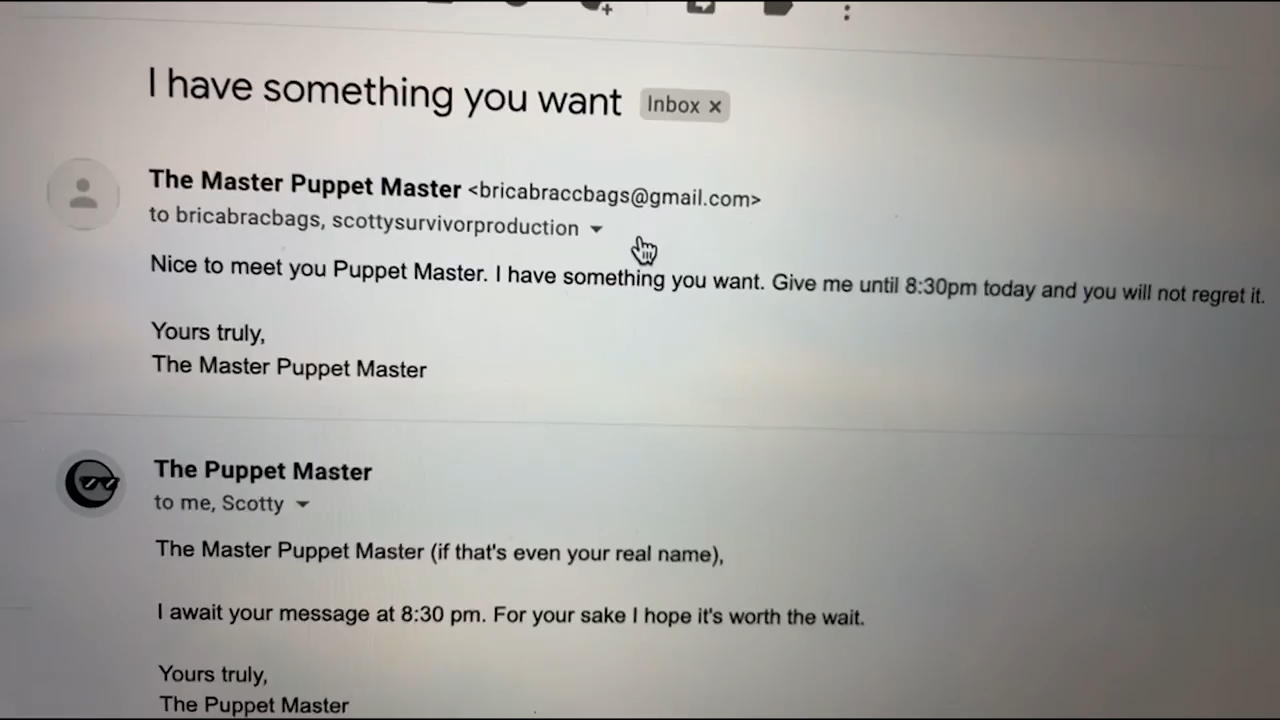 I have something you want Inbox ×
The Master Puppet Master <bricabraccbags@gmail.com>
to bricabracbags, scottysurvivorproduction
Nice to meet you Puppet Master. I have something you want. Give me until 8:30pm today and you will not regret it.
Yours truly,
The Master Puppet Master
The Puppet Master
to me, Scotty
The Master Puppet Master (if that's even your real name),
I await your message at 8:30 pm. For your sake I hope it's worth the wait.
Yours truly,
The Puppet Master